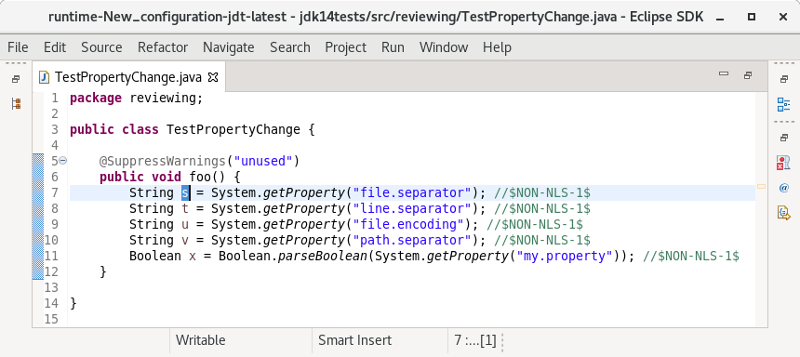 runtime-New_configuration-jdt-latest - jdk14tests/src/reviewing/TestPropertyChange.java - Eclipse SDK
File Edit Source Refactor Navigate Search Project Run Window Help
TestPropertyChange.java
1 package reviewing;
2
3 public class TestPropertyChange {
4
5 @SuppressWarnings("unused")
6 public void foo() {
7 String s = System.getProperty("file.separator"); //$NON-NLS-1$
8 String t = System.getProperty("line.separator"); //$NON-NLS-1$
9 String u = System.getProperty("file.encoding"); //$NON-NLS-1$
10 String v = System.getProperty("path.separator"); //$NON-NLS-1$
11 Boolean x = Boolean.parseBoolean(System.getProperty("my.property")); //$NON-NLS-1$
12 }
13
14 }
15
Writable Smart Insert 7 :...[1]